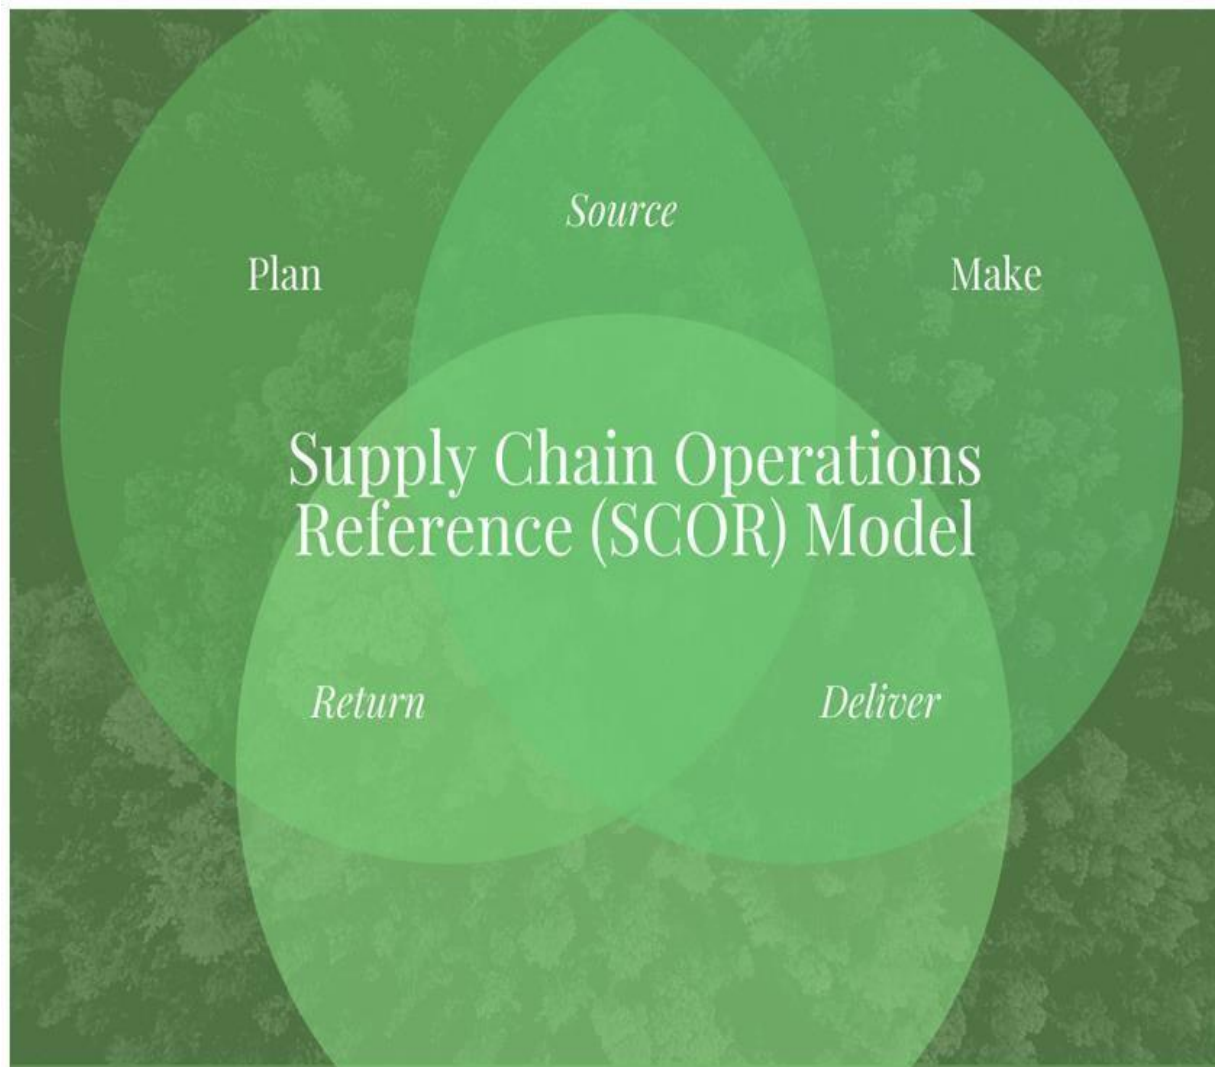 Source
Plan
Make
Supply Chain Operations
Reference (SCOR) Model
Return
Deliver